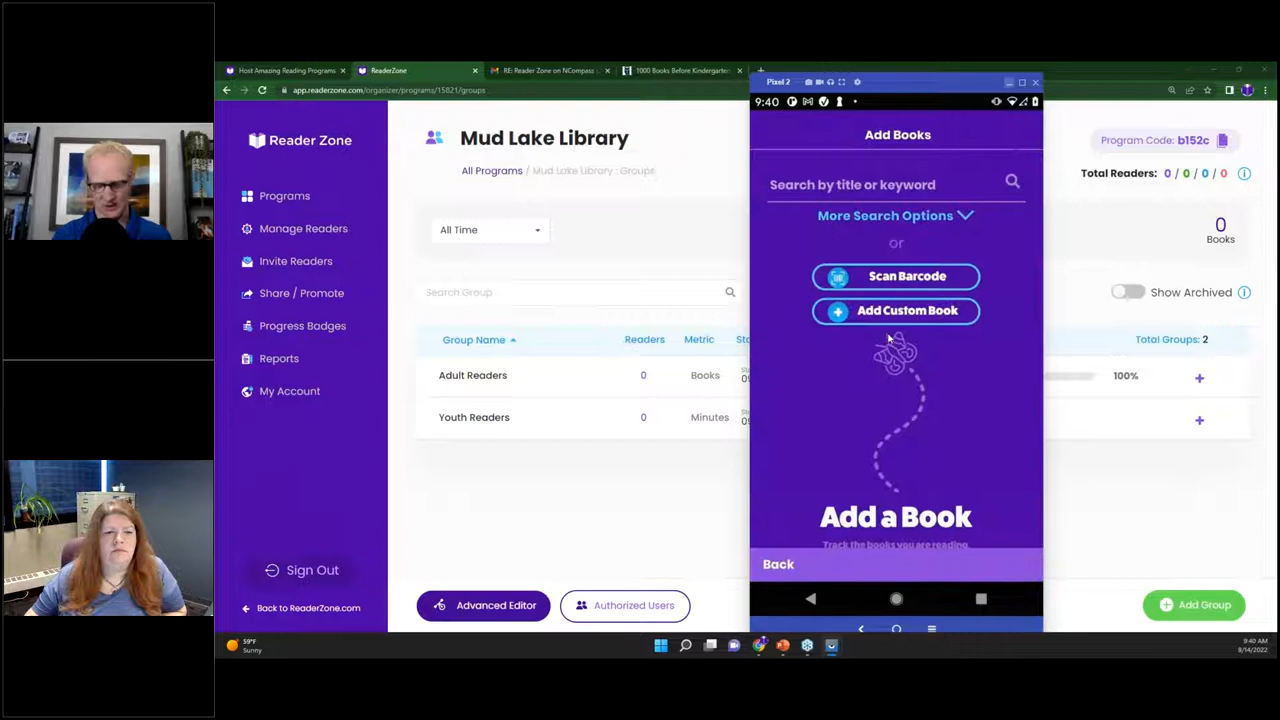 Host Amazing Reading Programs
ReaderZone
RE: Reader Zone on NCompass L
1000 Books Before Kindergarten
app.readerzone.com/organizer/programs/15821/groups
Reader Zone
Programs
Manage Readers
Invite Readers
Share / Promote
Progress Badges
Reports
My Account
Sign Out
Back to ReaderZone.com
Mud Lake Library
All Programs / Mud Lake Library : Groups
Program Code: b152c
Total Readers: 0 / 0 / 0 / 0
All Time
0
Books
Search Group
Show Archived
Group Name
Readers
Metric
Total Groups: 2
Adult Readers
0
Books
100%
Youth Readers
0
Minutes
Advanced Editor
Authorized Users
Add Group
Pixel 2
9:40
Add Books
Search by title or keyword
More Search Options
or
Scan Barcode
Add Custom Book
Add a Book
Track the books you are reading.
Back
59°F
Sunny
9:40 AM
9/14/2022